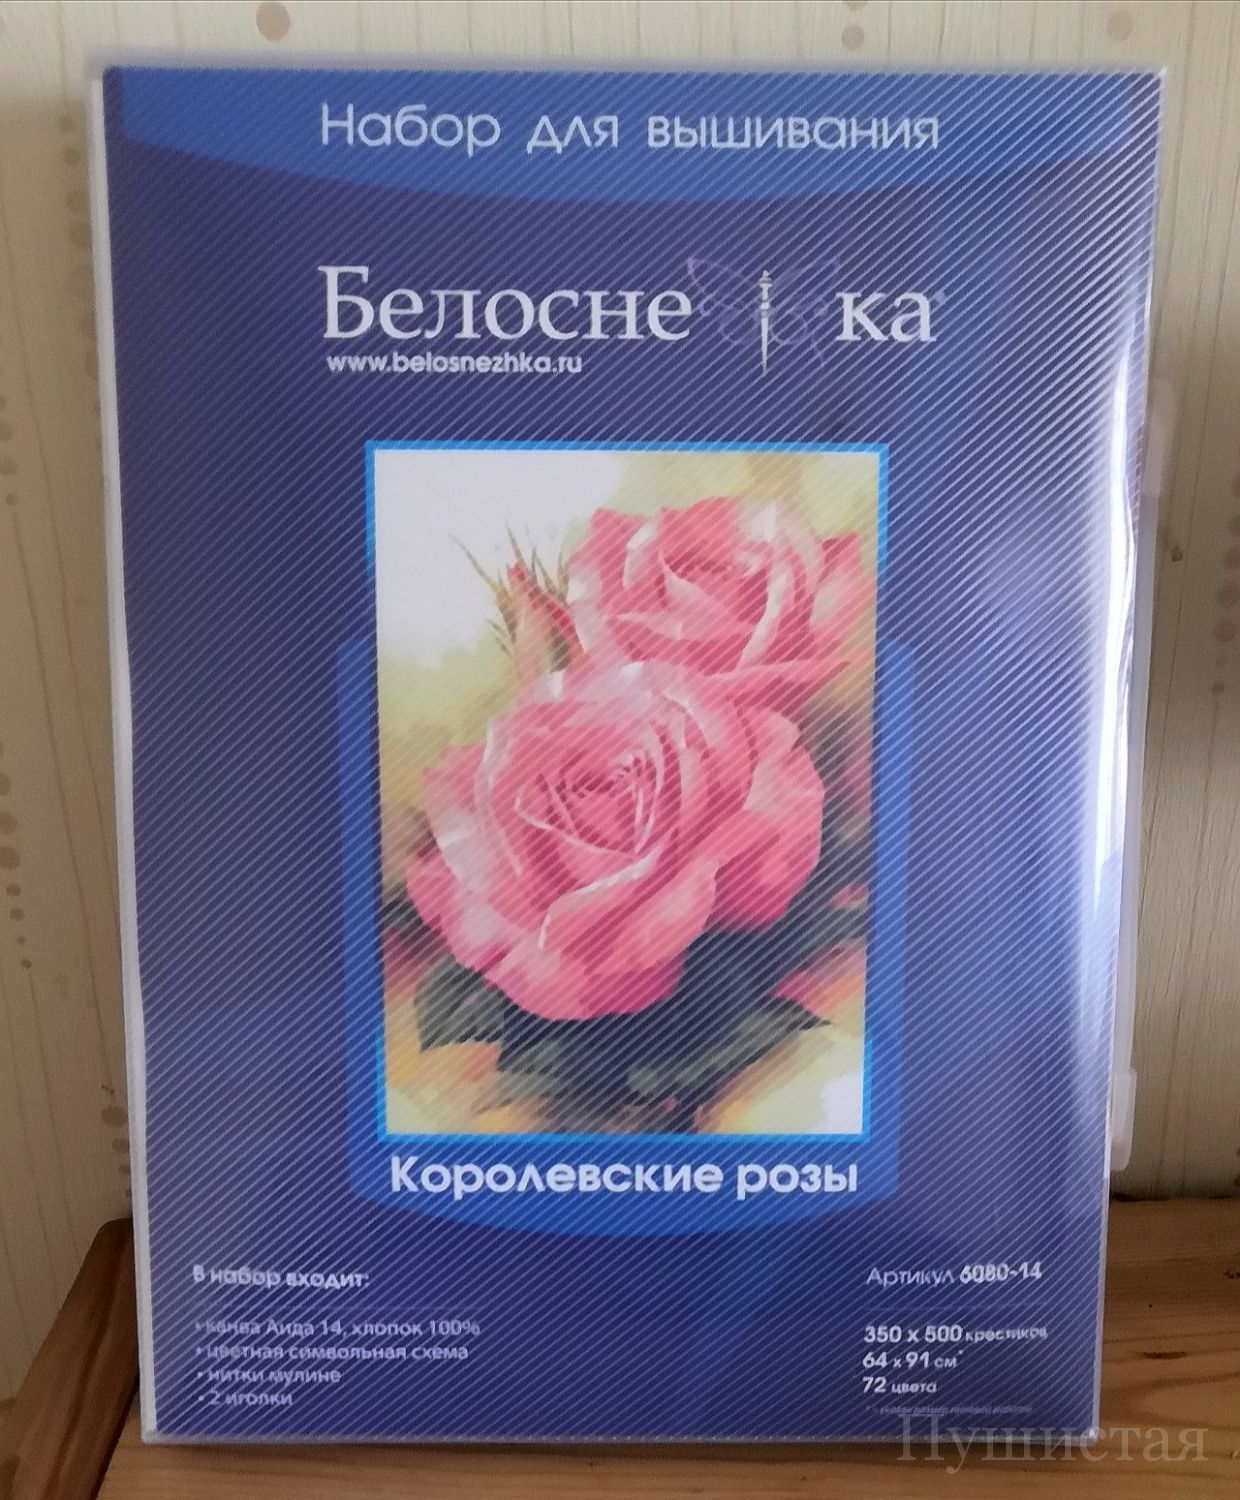 Набор для вышивания
Белоснежка
www.belosnezhka.ru
Королевские розы
В набор входит:
• канва Аида 14, хлопок 100%
• цветная символьная схема
• нитки мулине
• 2 иголки
Артикул 6080-14
350 x 500 крестиков
64 x 91 см*
72 цвета
Пушистая